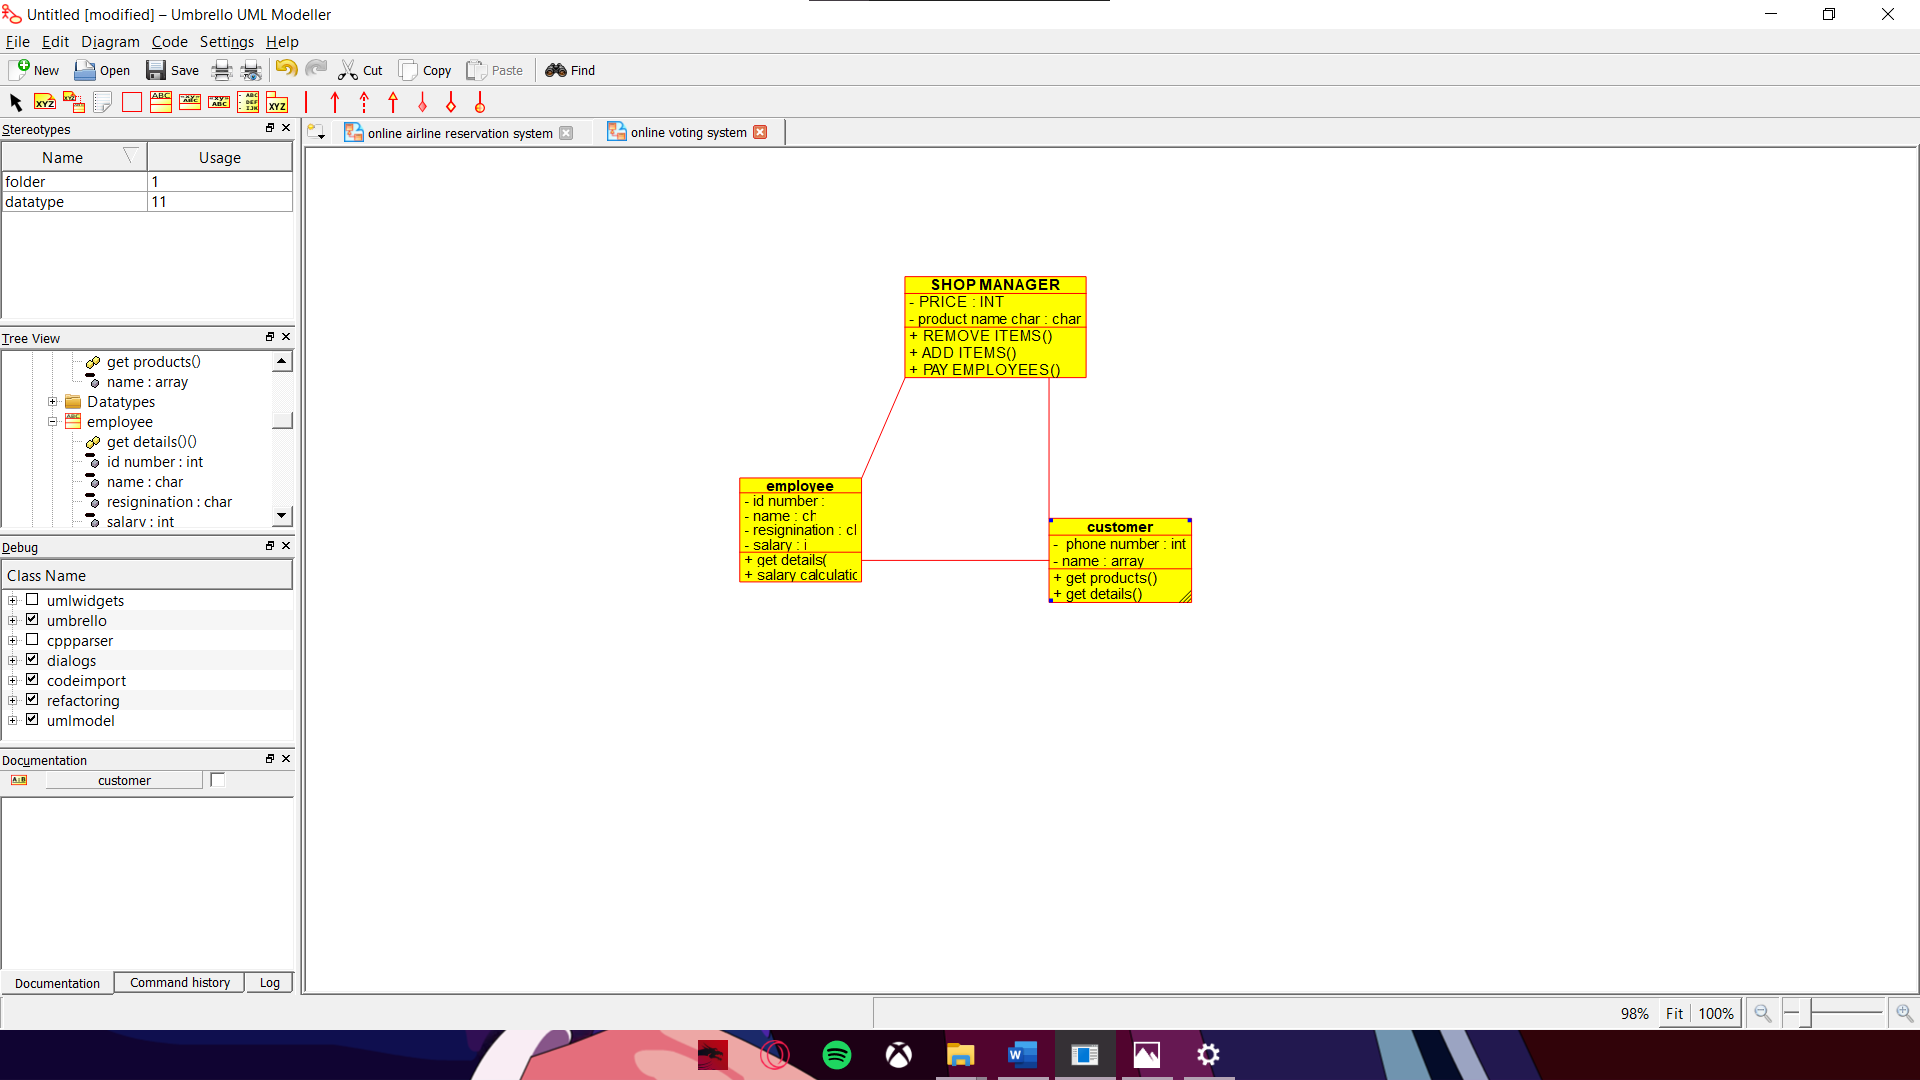 Untitled [modified] – Umbrello UML Modeller
File Edit Diagram Code Settings Help
New Open Save Cut Copy Paste Find
XYZ XYZ ABC XYZ
Stereotypes
Name Usage
folder 1
datatype 11
Tree View
get products()
name : array
Datatypes
employee
get details()()
id number : int
name : char
resignination : char
salary : int
Debug
Class Name
umlwidgets
umbrello
cppparser
dialogs
codeimport
refactoring
umlmodel
Documentation
customer
Documentation Command history Log
online airline reservation system online voting system
SHOP MANAGER
- PRICE : INT
- product name char : char
+ REMOVE ITEMS()
+ ADD ITEMS()
+ PAY EMPLOYEES()
employee
- id number :
- name : ch
- resignination : cl
- salary : i
+ get details(
+ salary calculatic
customer
- phone number : int
- name : array
+ get products()
+ get details()
98% Fit 100%